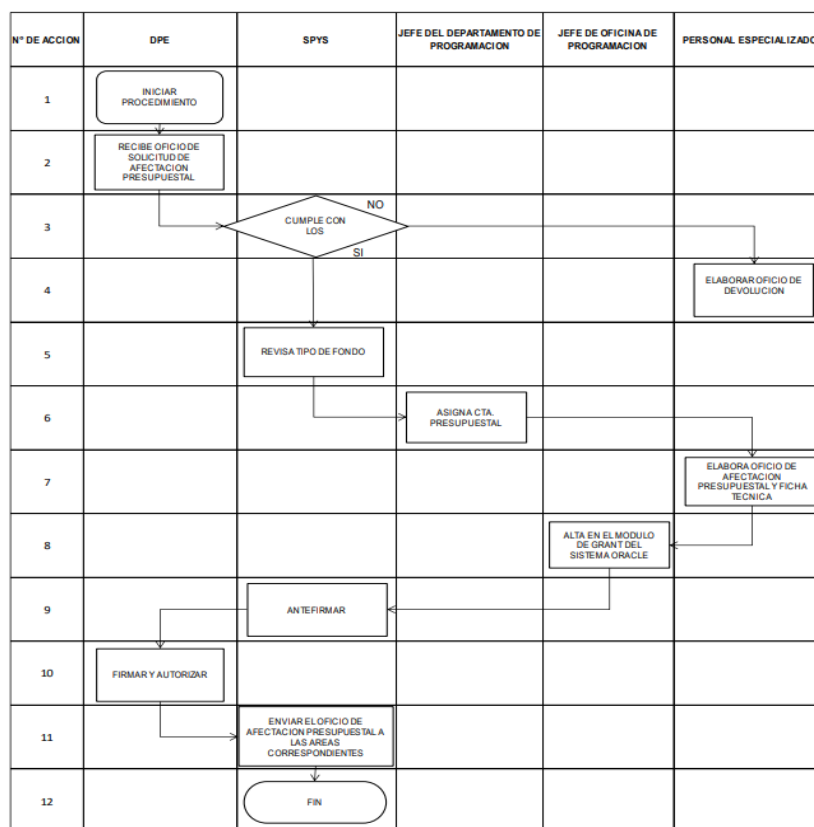 N° DE ACCION
DPE
SPYS
JEFE DEL DEPARTAMENTO DE
PROGRAMACION
JEFE DE OFICINA DE
PROGRAMACION
PERSONAL ESPECIALIZADO
1
INICIAR
PROCEDIMIENTO
2
RECIBE OFICIO DE
SOLICITUD DE
AFECTACION
PRESUPUESTAL
3
CUMPLE CON
LOS
NO
SI
4
ELABORAR OFICIO DE
DEVOLUCION
5
REVISA TIPO DE FONDO
6
ASIGNA CTA.
PRESUPUESTAL
7
ELABORA OFICIO DE
AFECTACION
PRESUPUESTAL Y FICHA
TECNICA
8
ALTA EN EL MODULO
DE GRANT DEL
SISTEMA ORACLE
9
ANTEFIRMAR
10
FIRMAR Y AUTORIZAR
11
ENVIAR EL OFICIO DE
AFECTACION PRESUPUESTAL A
LAS AREAS
CORRESPONDIENTES
12
FIN